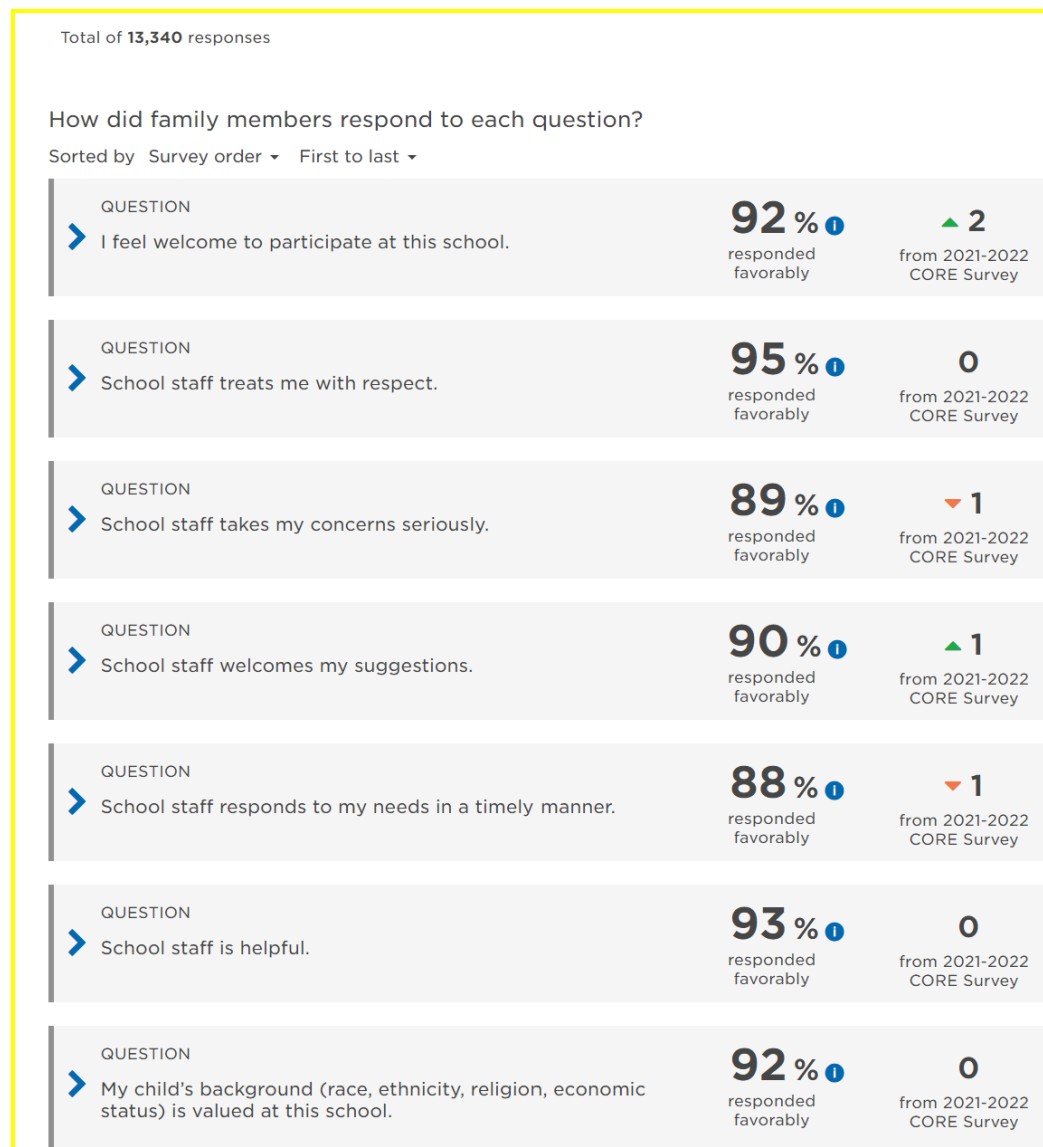 Total of 13,340 responses
How did family members respond to each question?
Sorted by Survey order First to last
QUESTION
I feel welcome to participate at this school.
92 % i
responded
favorably
2
from 2021-2022
CORE Survey
QUESTION
School staff treats me with respect.
95 % i
responded
favorably
0
from 2021-2022
CORE Survey
QUESTION
School staff takes my concerns seriously.
89 % i
responded
favorably
1
from 2021-2022
CORE Survey
QUESTION
School staff welcomes my suggestions.
90 % i
responded
favorably
1
from 2021-2022
CORE Survey
QUESTION
School staff responds to my needs in a timely manner.
88 % i
responded
favorably
1
from 2021-2022
CORE Survey
QUESTION
School staff is helpful.
93 % i
responded
favorably
0
from 2021-2022
CORE Survey
QUESTION
My child's background (race, ethnicity, religion, economic
status) is valued at this school.
92 % i
responded
favorably
0
from 2021-2022
CORE Survey